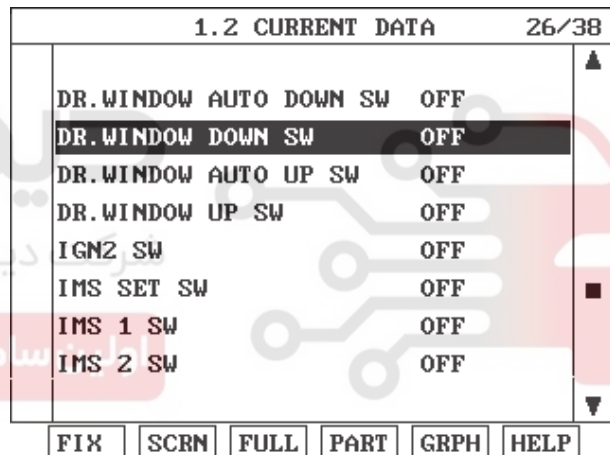 1.2 CURRENT DATA 26/38
DR.WINDOW AUTO DOWN SW OFF
DR.WINDOW DOWN SW OFF
DR.WINDOW AUTO UP SW OFF
DR.WINDOW UP SW OFF
IGN2 SW OFF
IMS SET SW OFF
IMS 1 SW OFF
IMS 2 SW OFF
FIX SCRN FULL PART GRPH HELP